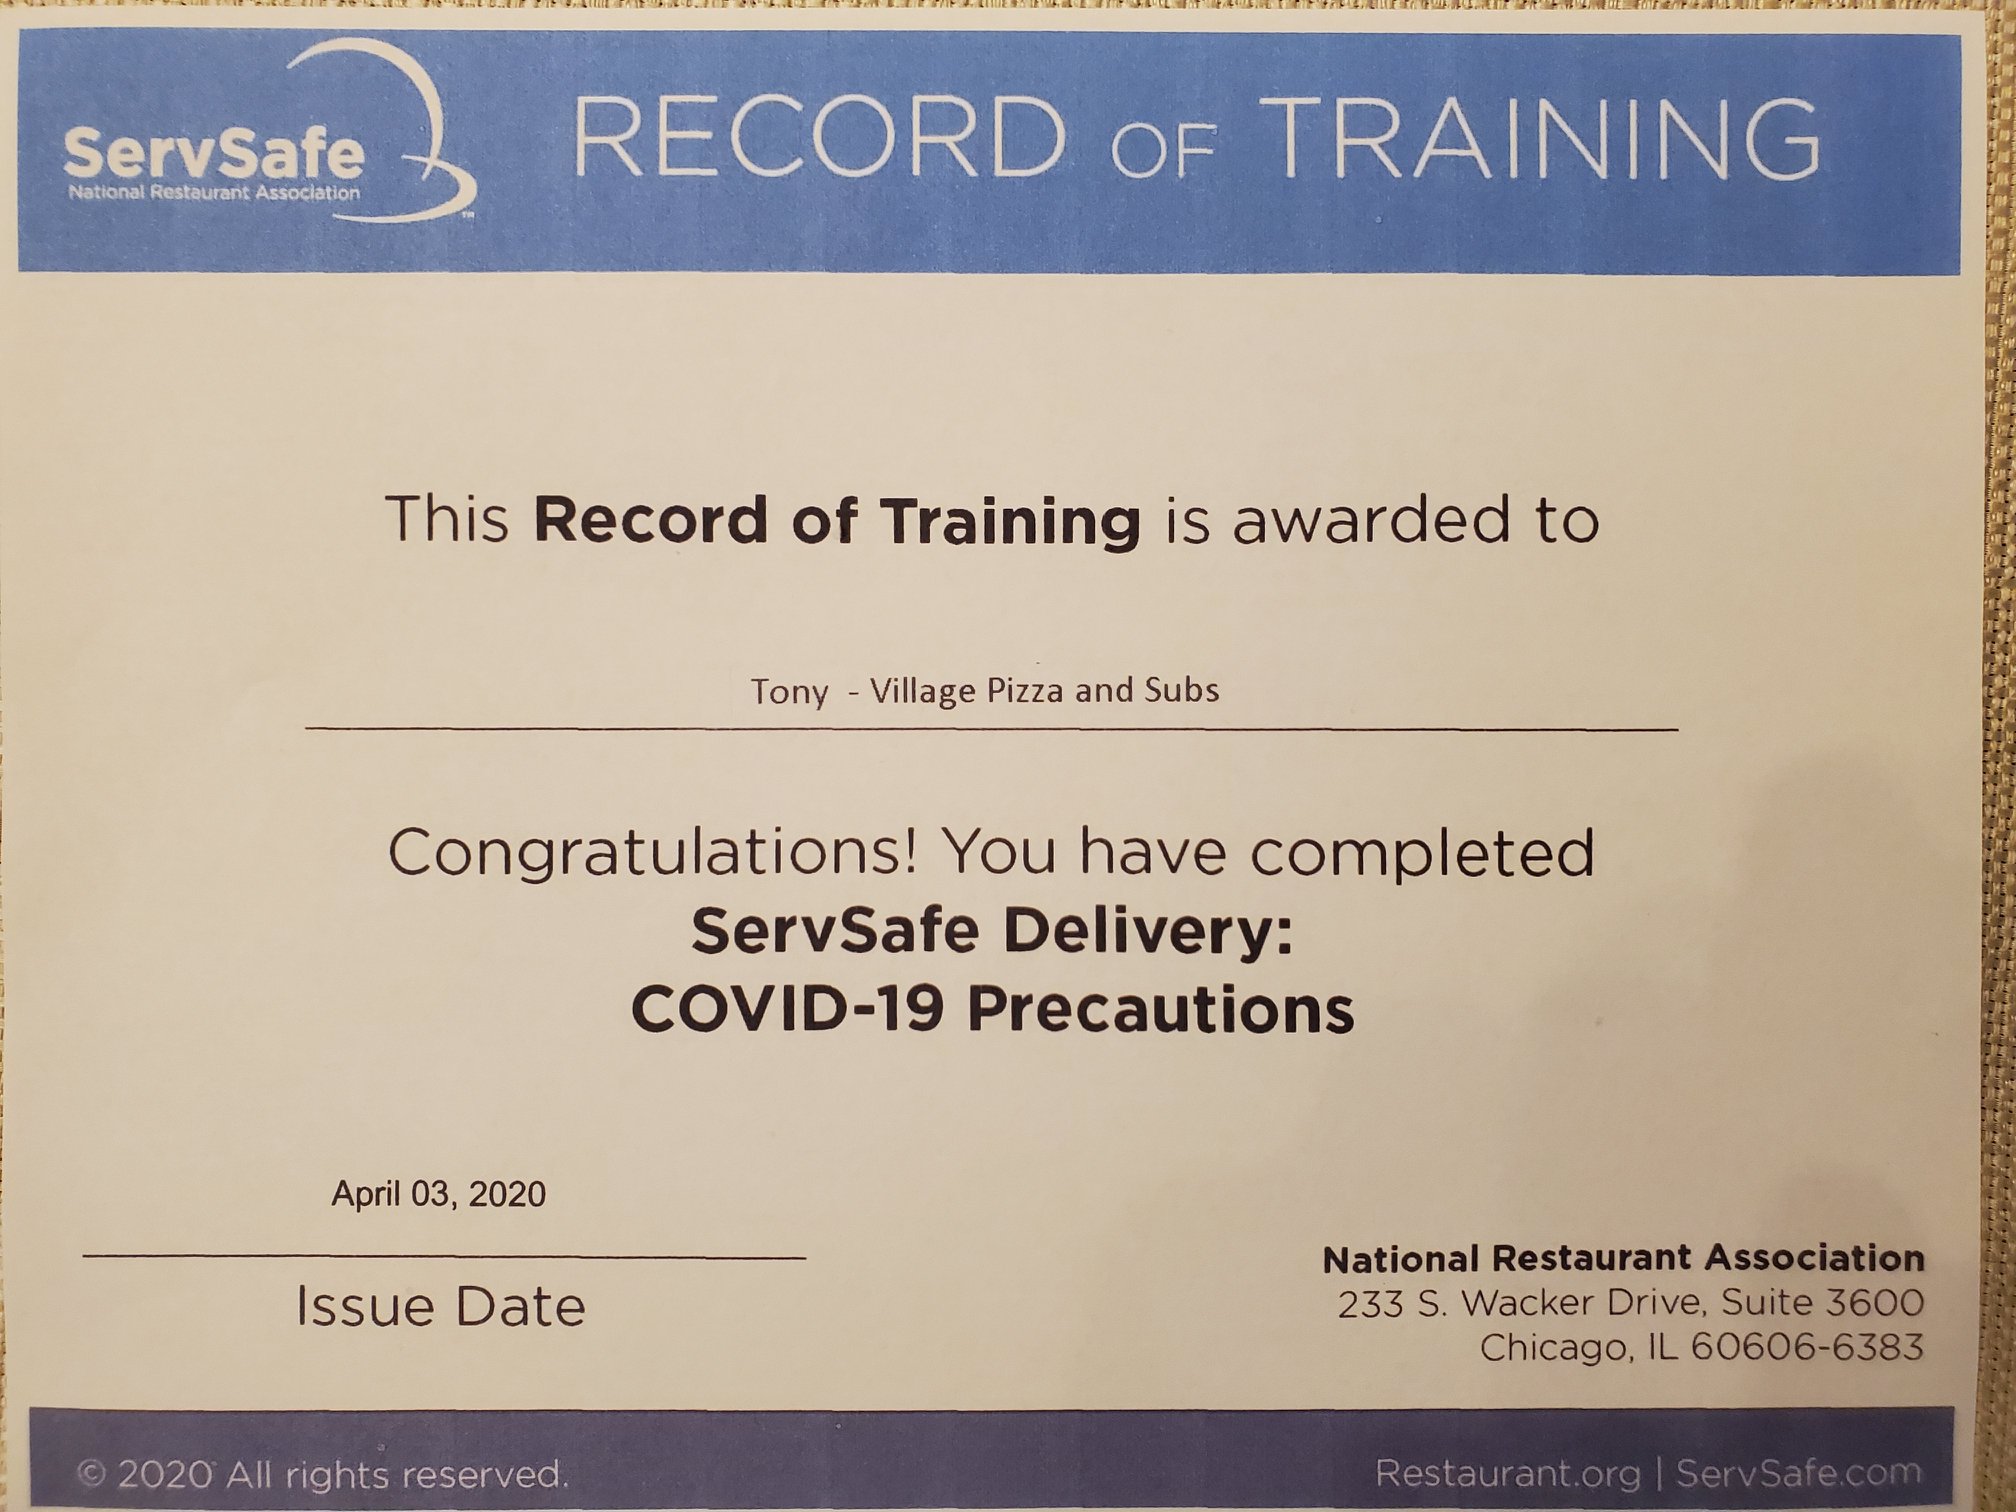 ServSafe
National Restaurant Association
™
RECORD OF TRAINING
This Record of Training is awarded to
Tony - Village Pizza and Subs
Congratulations! You have completed
ServSafe Delivery:
COVID-19 Precautions
April 03, 2020
Issue Date
National Restaurant Association
233 S. Wacker Drive, Suite 3600
Chicago, IL 60606-6383
© 2020 All rights reserved.
Restaurant.org | ServSafe.com